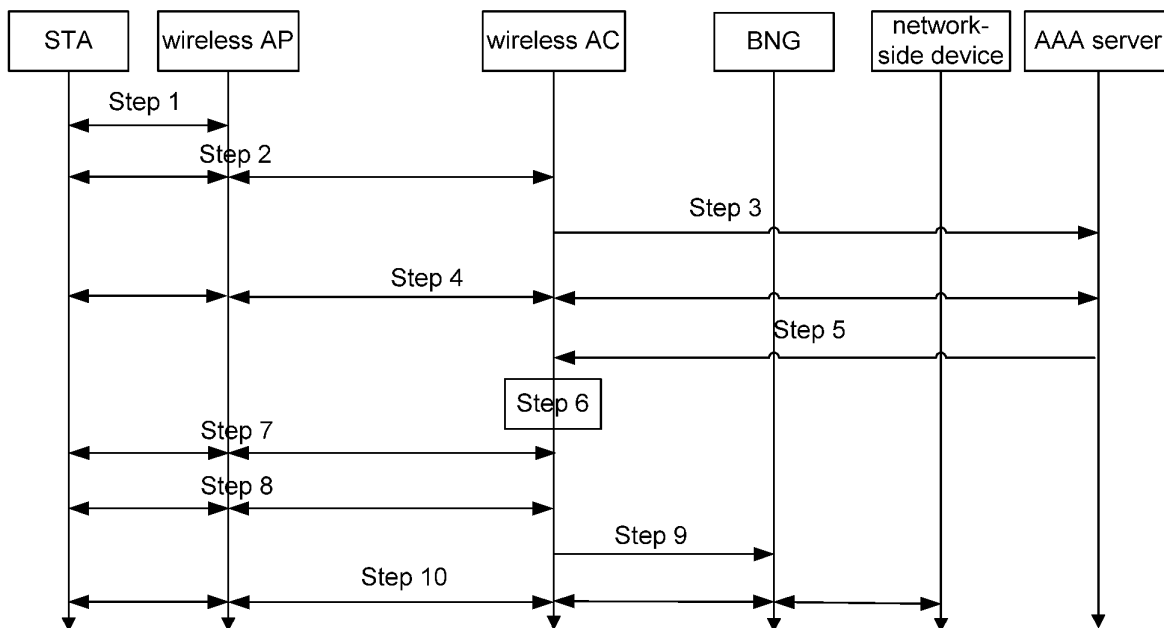 STA
wireless AP
wireless AC
BNG
network-
side device
AAA server
Step 1
Step 2
Step 3
Step 4
Step 5
Step 6
Step 7
Step 8
Step 9
Step 10